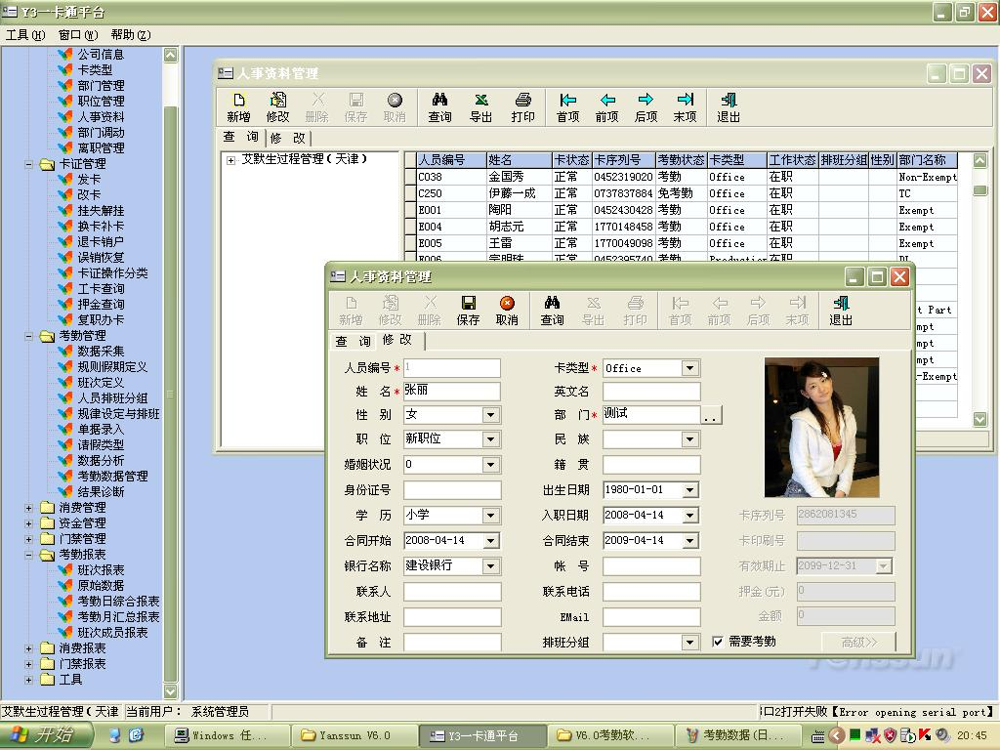 Y3一卡通平台
工具(H) 窗口(W) 帮助(Z)
公司信息
卡类型
部门管理
职位管理
人事资料
部门调动
离职管理
卡证管理
发卡
改卡
挂失解挂
换卡补卡
退卡销户
误销恢复
卡证操作分类
工卡查询
押金查询
复职办卡
考勤管理
数据采集
规则假期定义
班次定义
人员排班分组
规律设定与排班
单据录入
请假类型
数据分析
考勤数据管理
结果诊断
消费管理
资金管理
门禁管理
考勤报表
班次报表
原始数据
考勤日综合报表
考勤月汇总报表
班次成员报表
消费报表
门禁报表
工具
人事资料管理
新增 修改 删除 保存 取消 查询 导出 打印 首项 前项 后项 末项 退出
查 询 修 改
艾默生过程管理(天津)
人员编号 姓名 卡状态 卡序列号 考勤状态 卡类型 工作状态 排班分组 性别 部门名称
C038 金国秀 正常 0452319020 考勤 Office 在职 Non-Exempt
C250 伊藤一成 正常 0737837884 免考勤 Office 在职 TC
E001 陶阳 正常 0452430428 考勤 Office 在职 Exempt
E004 胡志元 正常 1770148458 考勤 Office 在职 Exempt
E005 王雷 正常 1770049098 考勤 Office 在职 Exempt
t Part
mpt
mpt
mpt
-Exempt
人事资料管理
新增 修改 删除 保存 取消 查询 导出 打印 首项 前项 后项 末项 退出
查 询 修 改
人员编号* 1 卡类型* Office
姓 名* 张丽 英文名
性 别 女 部 门* 测试 ..
职 位 新职位 民 族
婚姻状况 0 籍 贯
身份证号 出生日期 1980-01-01
学 历 小学 入职日期 2008-04-14 卡序列号 2862081345
合同开始 2008-04-14 合同结束 2009-04-14 卡印刷号
银行名称 建设银行 帐 号 有效期止 2099-12-31
联系人 联系电话 押金(元) 0
联系地址 EMail 金额 0
备 注 排班分组 需要考勤 高级>>
Yanssun
艾默生过程管理(天津 当前用户: 系统管理员 口2打开失败【Error opening serial port】
开始 Windows 任... Yanssun V6.0 Y3一卡通平台 V6.0考勤软... 考勤数据(日... 20:45